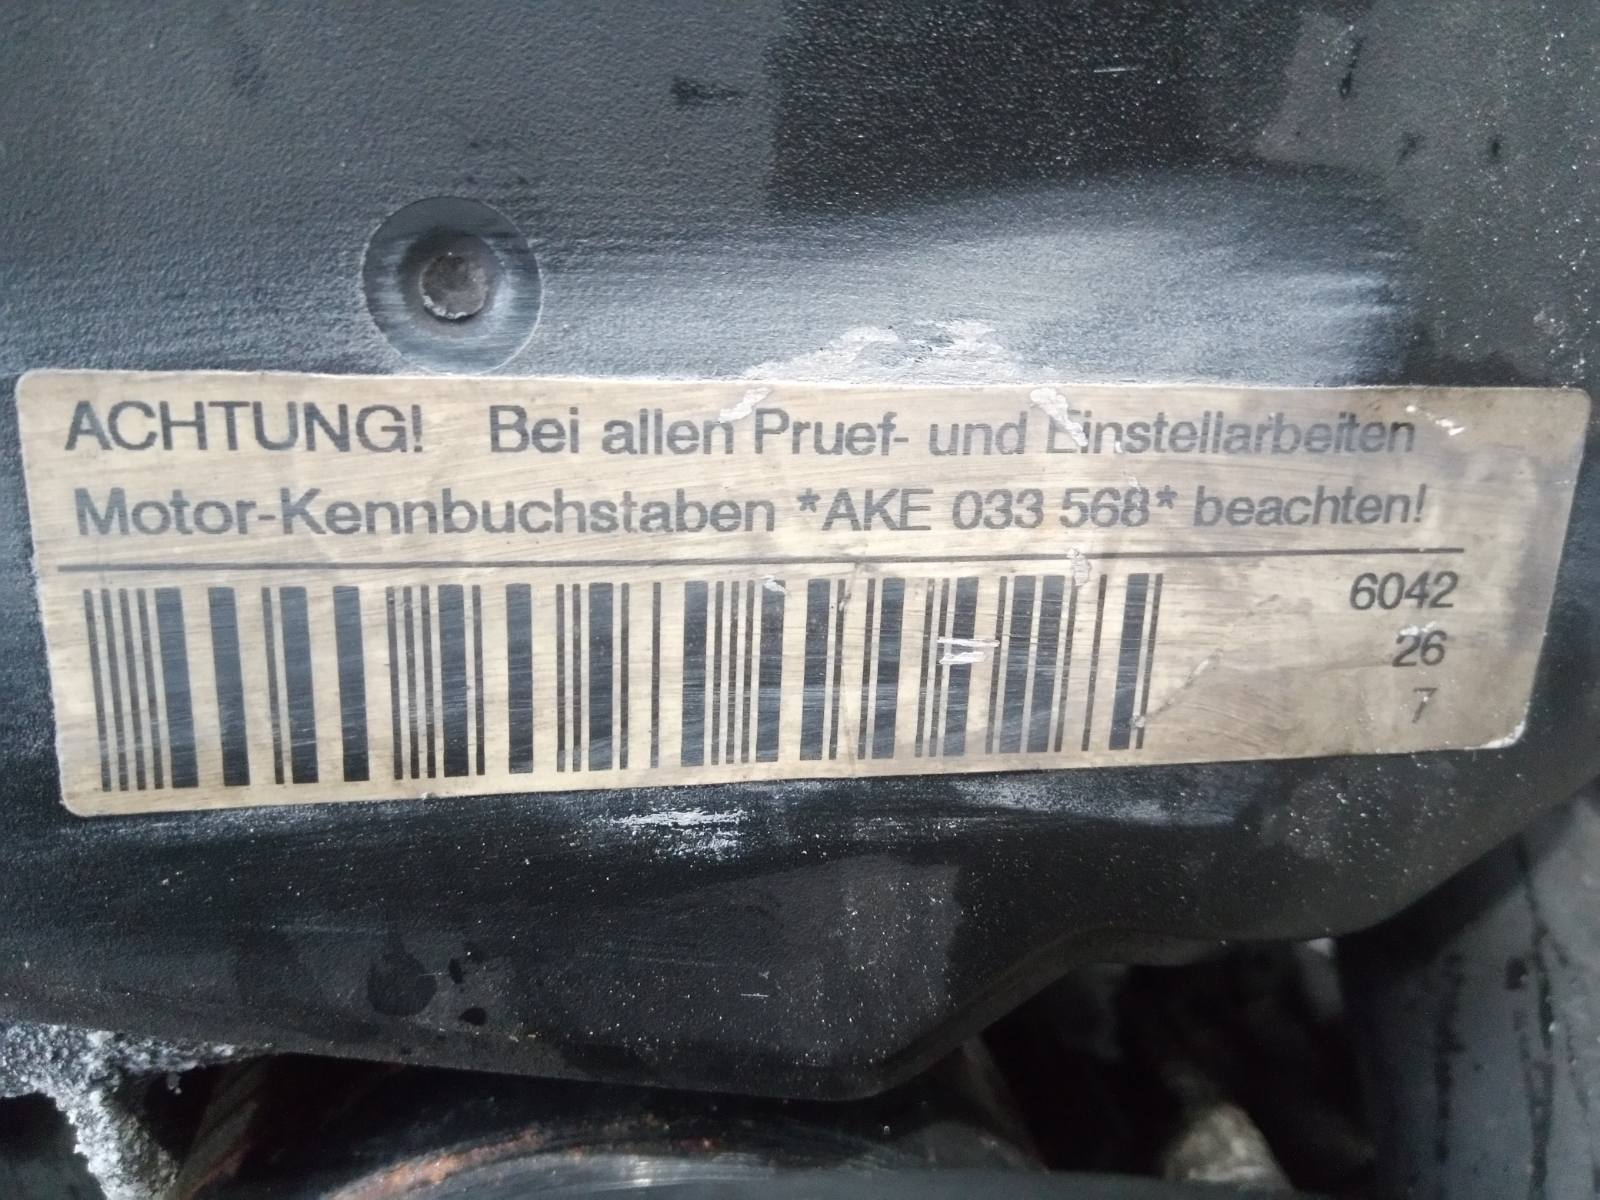 ACHTUNG! Bei allen Pruef- und Einstellarbeiten
Motor-Kennbuchstaben *AKE 033 568* beachten!
6042
26
7